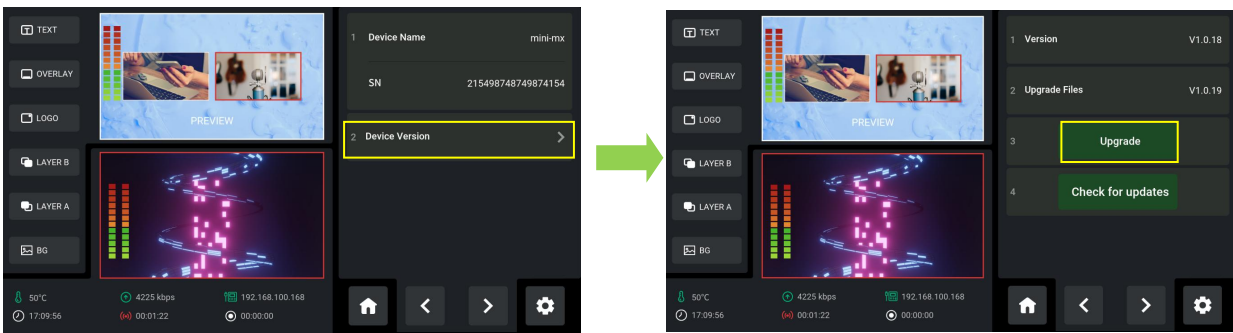 TEXT
OVERLAY
LOGO
LAYER B
LAYER A
BG
PREVIEW
1 Device Name mini-mx
SN 215498748749874154
2 Device Version
50°C 4225 kbps 192.168.100.168
17:09:56 00:01:22 00:00:00
TEXT
OVERLAY
LOGO
LAYER B
LAYER A
BG
PREVIEW
1 Version V1.0.18
2 Upgrade Files V1.0.19
3 Upgrade
4 Check for updates
50°C 4225 kbps 192.168.100.168
17:09:56 00:01:22 00:00:00